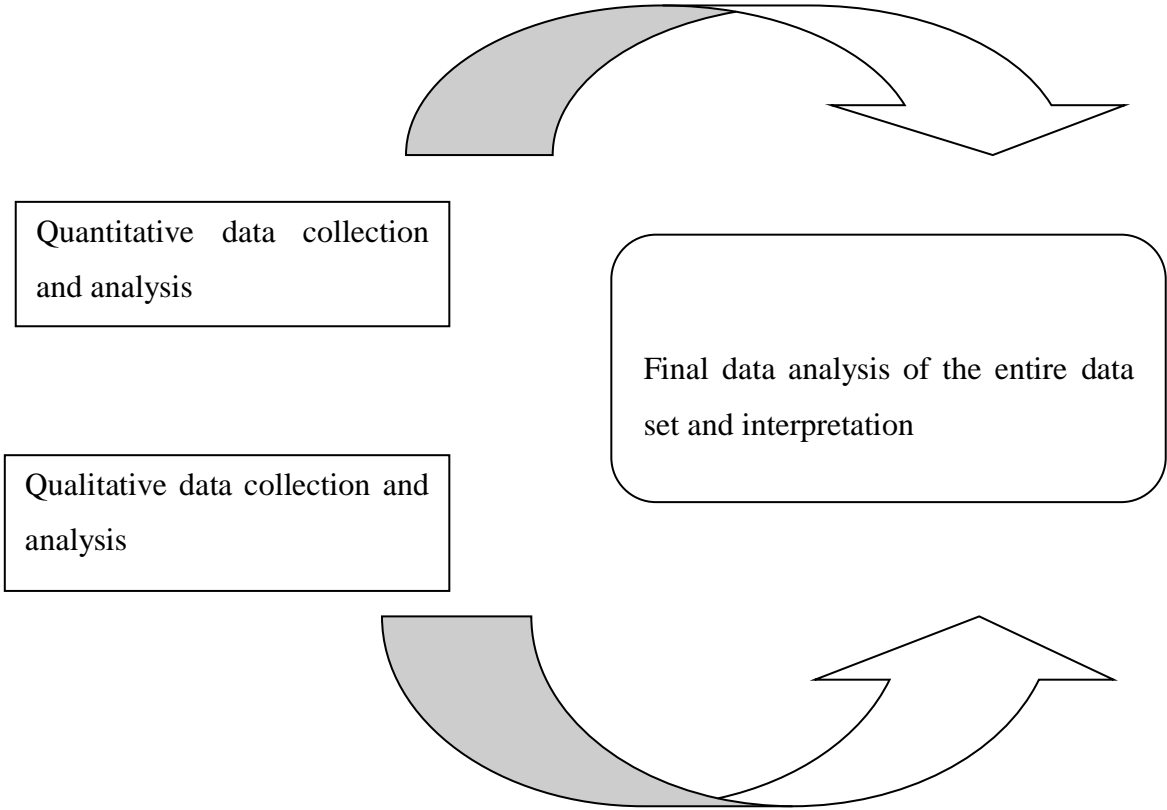 Quantitative data collection
and analysis
Final data analysis of the entire data
set and interpretation
Qualitative data collection and
analysis